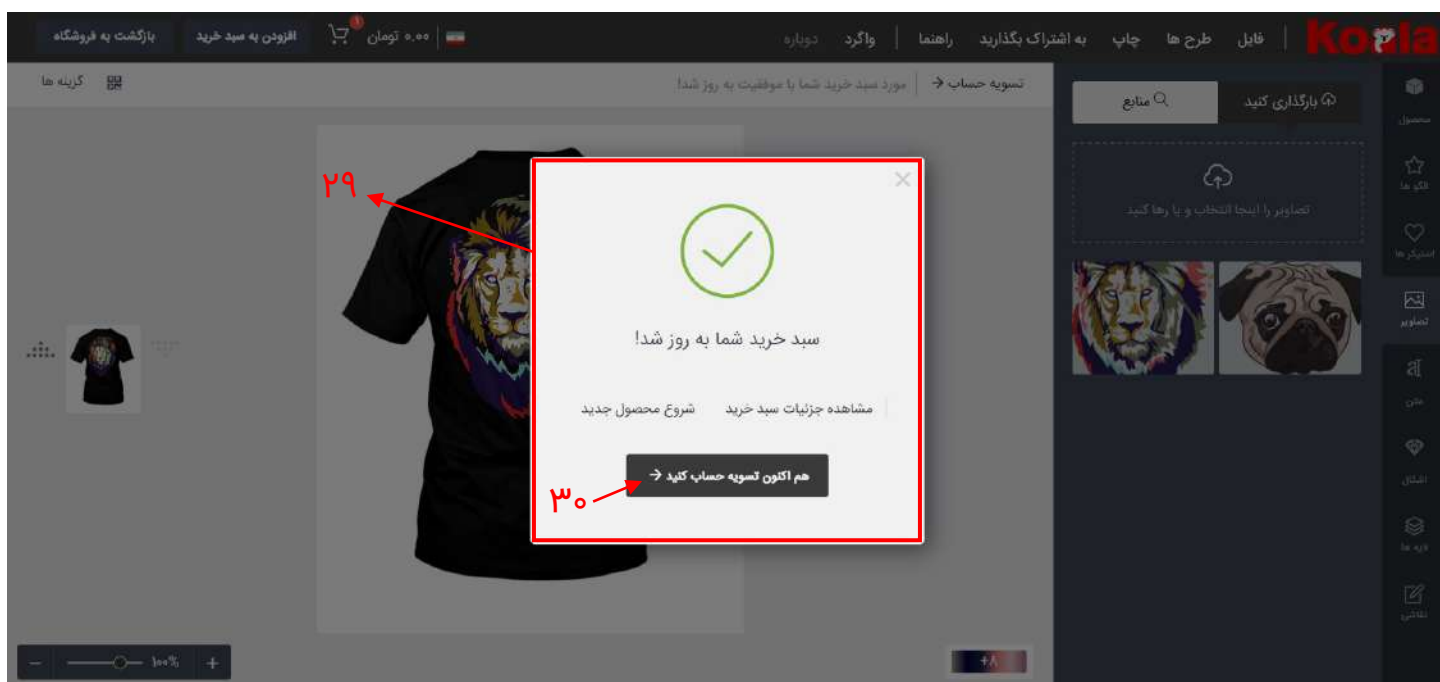 Koala | فایل طرح ها چاپ به اشتراک بگذارید راهنما | واگرد دوباره
۰.۰۰ تومان ۱ افزودن به سبد خرید بازگشت به فروشگاه
بارگذاری کنید منابع
تصاویر را اینجا انتخاب و یا رها کنید
محصول
الگو ها
استیکر ها
تصاویر
متن
اشکال
لایه ها
نقاشی
تسویه حساب → مورد سبد خرید شما با موفقیت به روز شد!
گزینه ها
۲۹
سبد خرید شما به روز شد!
مشاهده جزئیات سبد خرید شروع محصول جدید
هم اکنون تسویه حساب کنید →
۳۰
+۸
۱۰۰%